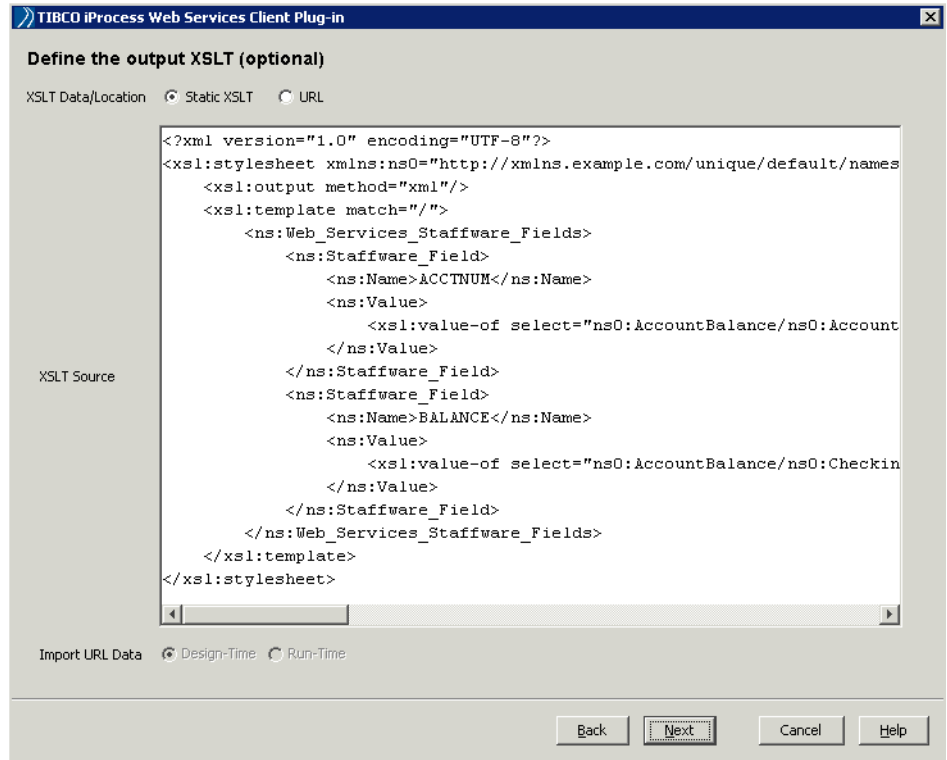 TIBCO iProcess Web Services Client Plug-in
Define the output XSLT (optional)
XSLT Data/Location Static XSLT URL
<?xml version="1.0" encoding="UTF-8"?>
<xsl:stylesheet xmlns:ns0="http://xmlns.example.com/unique/default/names
<xsl:output method="xml"/>
<xsl:template match="/">
<ns:Web_Services_Staffware_Fields>
<ns:Staffware_Field>
<ns:Name>ACCTNUM</ns:Name>
<ns:Value>
<xsl:value-of select="ns0:AccountBalance/ns0:Account
</ns:Value>
</ns:Staffware_Field>
XSLT Source
<ns:Staffware_Field>
<ns:Name>BALANCE</ns:Name>
<ns:Value>
<xsl:value-of select="ns0:AccountBalance/ns0:Checkin
</ns:Value>
</ns:Staffware_Field>
</ns:Web_Services_Staffware_Fields>
</xsl:template>
</xsl:stylesheet>
Import URL Data Design-Time Run-Time
Back Next Cancel Help